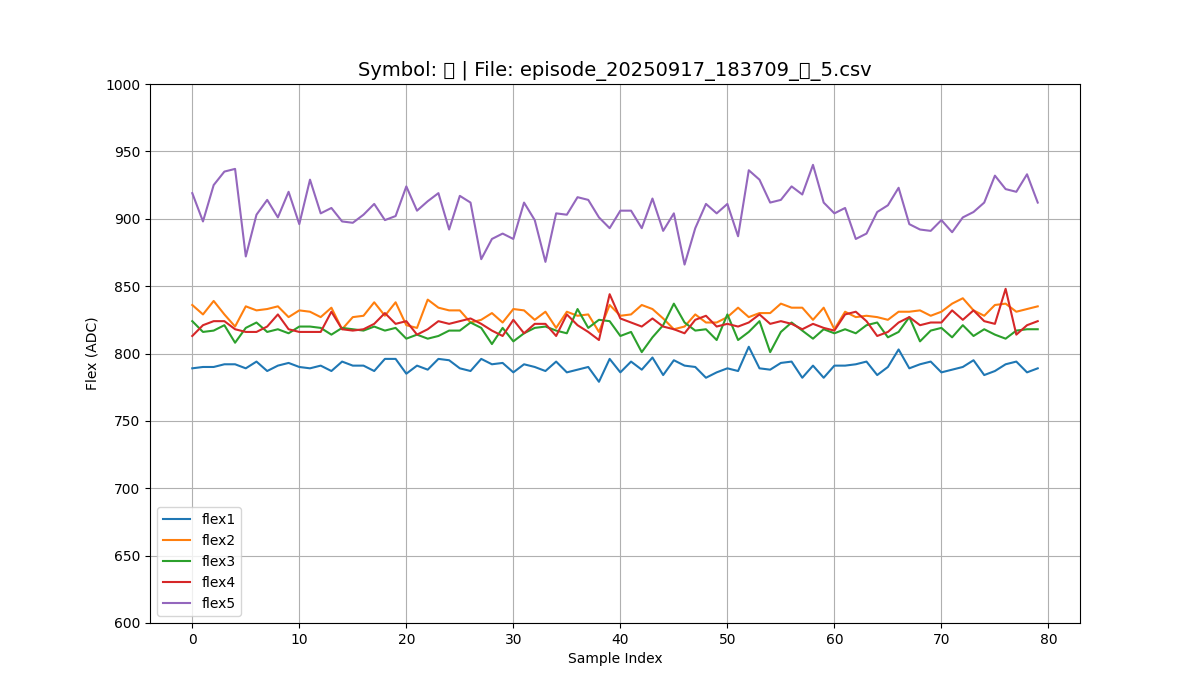 Symbol: | File: episode_20250917_183709_ _5.csv
1000
950
900
850
800
750
700
650
600
Flex (ADC)
flex1
flex2
flex3
flex4
flex5
0 10 20 30 40 50 60 70 80
Sample Index